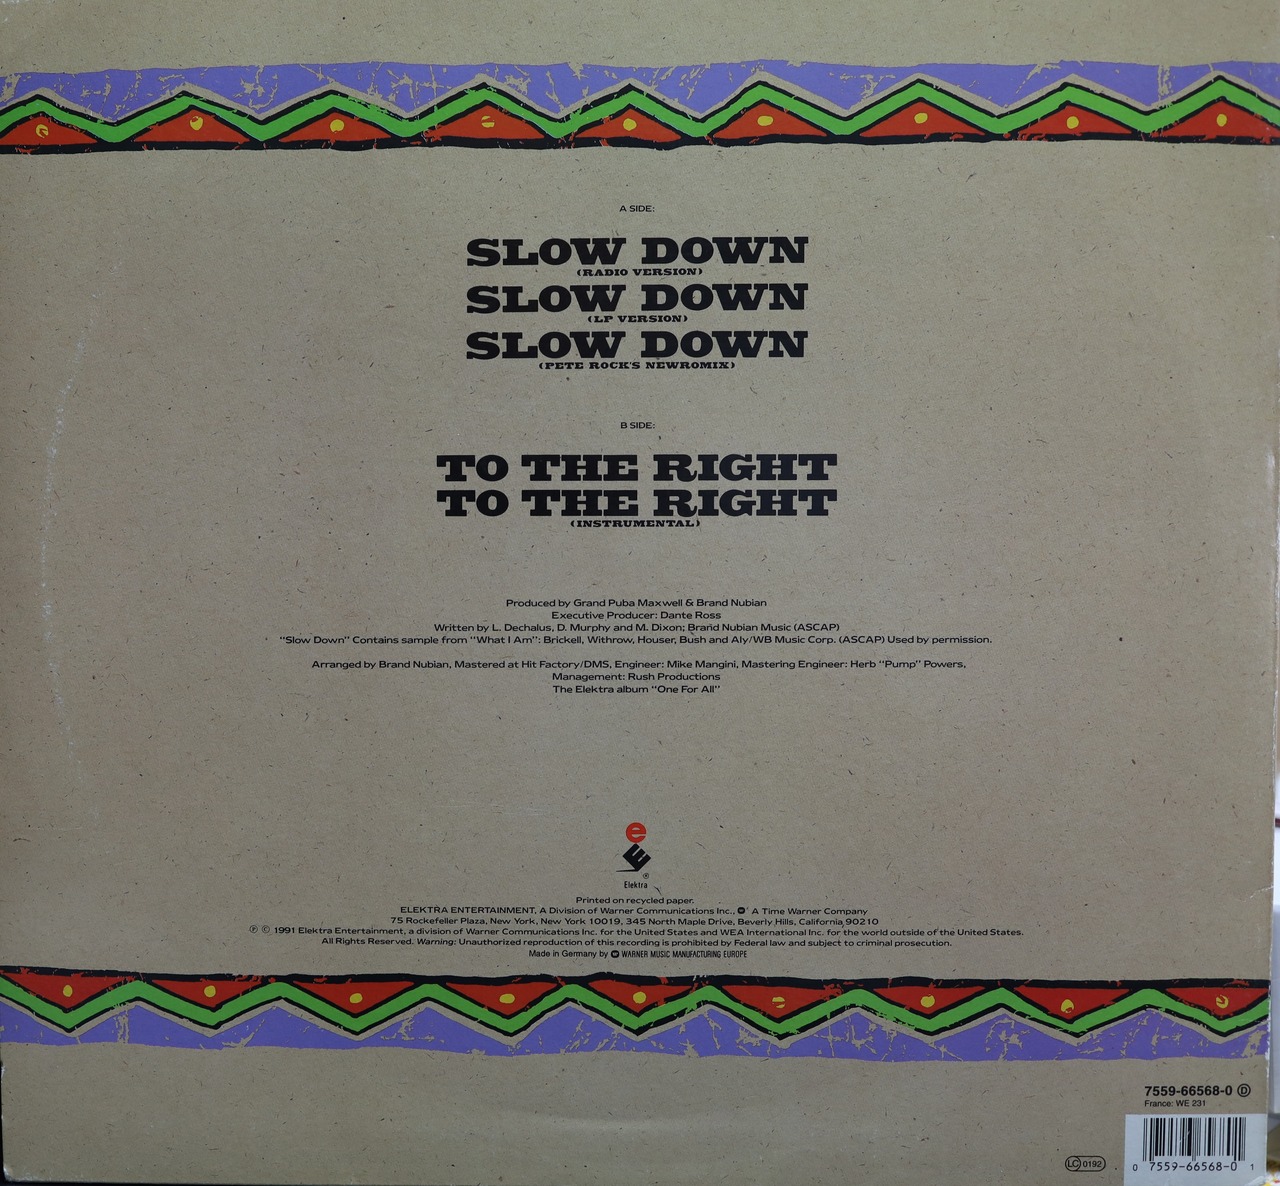 A SIDE:
SLOW DOWN
(RADIO VERSION)
SLOW DOWN
(LP VERSION)
SLOW DOWN
(PETE ROCK'S NEWROMIX)
B SIDE:
TO THE RIGHT
TO THE RIGHT
(INSTRUMENTAL)
Produced by Grand Puba Maxwell & Brand Nubian
Executive Producer: Dante Ross
Written by L. Dechalus, D. Murphy and M. Dixon; Brand Nubian Music (ASCAP)
"Slow Down" Contains sample from "What I Am": Brickell, Withrow, Houser, Bush and Aly/WB Music Corp. (ASCAP) Used by permission.
Arranged by Brand Nubian, Mastered at Hit Factory/DMS, Engineer: Mike Mangini, Mastering Engineer: Herb "Pump" Powers,
Management: Rush Productions
The Elektra album "One For All"
e
E
®
Elektra
Printed on recycled paper.
ELEKTRA ENTERTAINMENT, A Division of Warner Communications Inc., A Time Warner Company
75 Rockefeller Plaza, New York, New York 10019, 345 North Maple Drive, Beverly Hills, California 90210
℗ © 1991 Elektra Entertainment, a division of Warner Communications Inc. for the United States and WEA International Inc. for the world outside of the United States.
All Rights Reserved. Warning: Unauthorized reproduction of this recording is prohibited by Federal law and subject to criminal prosecution.
Made in Germany by WARNER MUSIC MANUFACTURING EUROPE
7559-66568-0 Ⓓ
France: WE 231
LC 0192
0 7559-66568-0 1